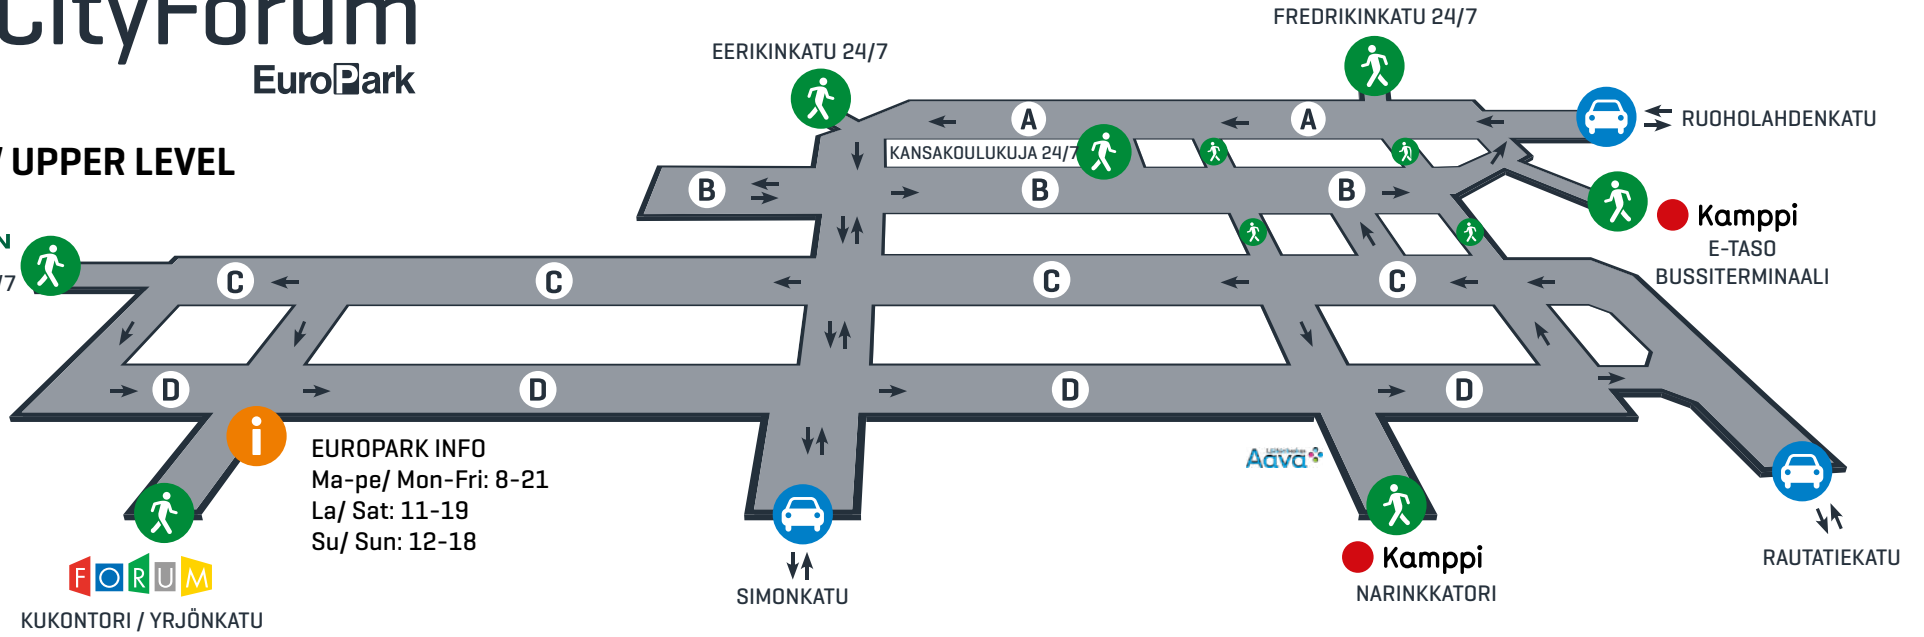 CityForum
EuroPark
/ UPPER LEVEL
EERIKINKATU 24/7
FREDRIKINKATU 24/7
A
A
RUOHOLAHDENKATU
KANSAKOULUKUJA 24/7
B
B
B
Kamppi
E-TASO
BUSSITERMINAALI
N
/7
C
C
C
C
D
D
D
D
i
EUROPARK INFO
Ma-pe/ Mon-Fri: 8-21
La/ Sat: 11-19
Su/ Sun: 12-18
Aava
FORUM
KUKONTORI / YRJÖNKATU
SIMONKATU
Kamppi
NARINKKATORI
RAUTATIEKATU